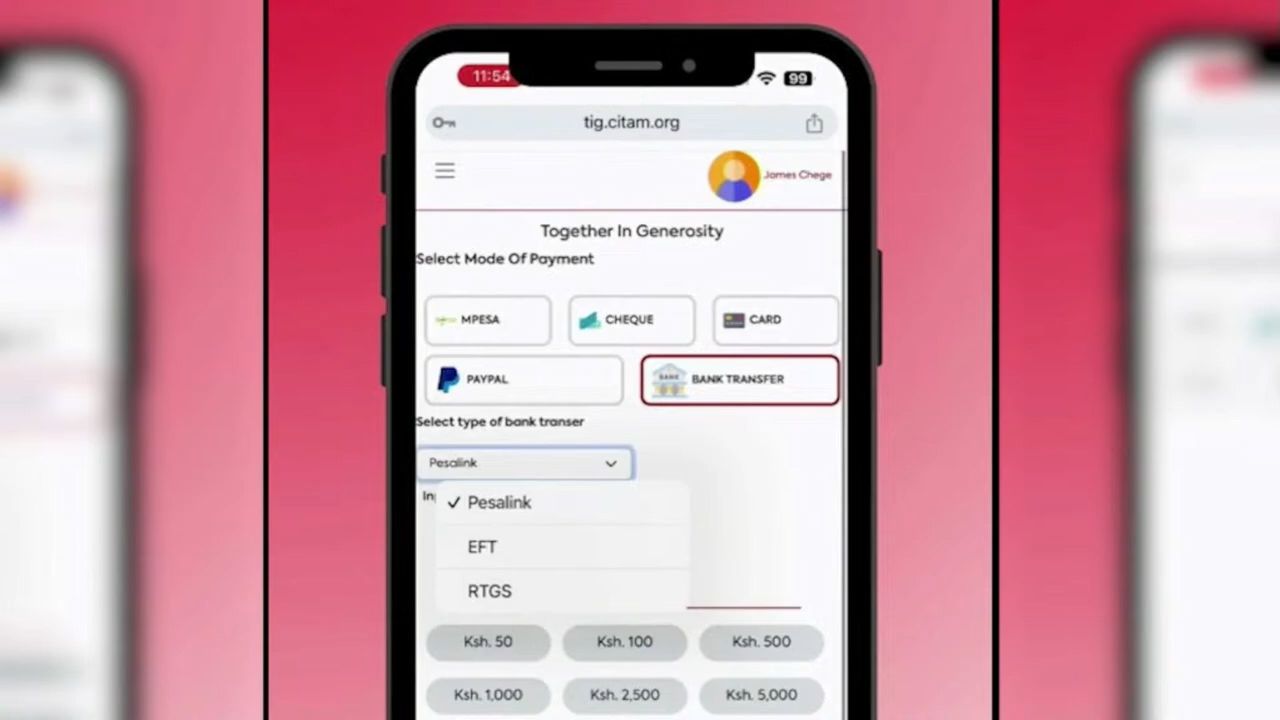 11:54
99
tig.citam.org
James Chege
Together In Generosity
Select Mode Of Payment
MPESA
CHEQUE
CARD
PAYPAL
BANK
BANK TRANSFER
Select type of bank transer
Pesalink
Pesalink
EFT
RTGS
Ksh. 50
Ksh. 100
Ksh. 500
Ksh. 1,000
Ksh. 2,500
Ksh. 5,000